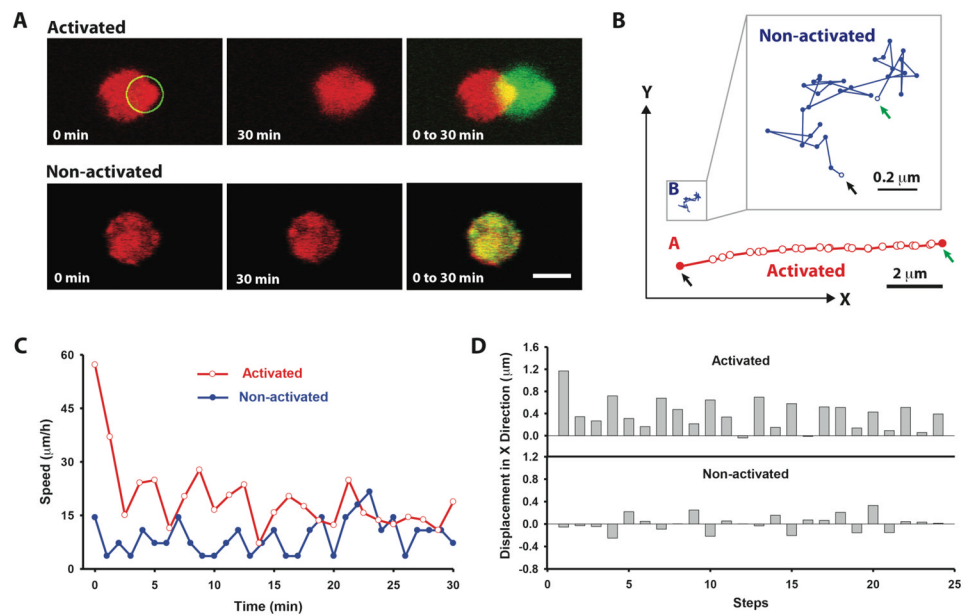 A
Activated
0 min
30 min
0 to 30 min
Non-activated
0 min
30 min
0 to 30 min
B
Non-activated
0.2 μm
Y
B
A
Activated
2 μm
X
C
60
45
30
15
0
Speed (μm/h)
Activated
Non-activated
0 5 10 15 20 25 30
Time (min)
D
Displacement in X Direction (μm)
1.6
1.2
0.8
0.4
0.0
1.2
0.8
0.4
0.0
-0.4
-0.8
Activated
Non-activated
0 5 10 15 20 25
Steps